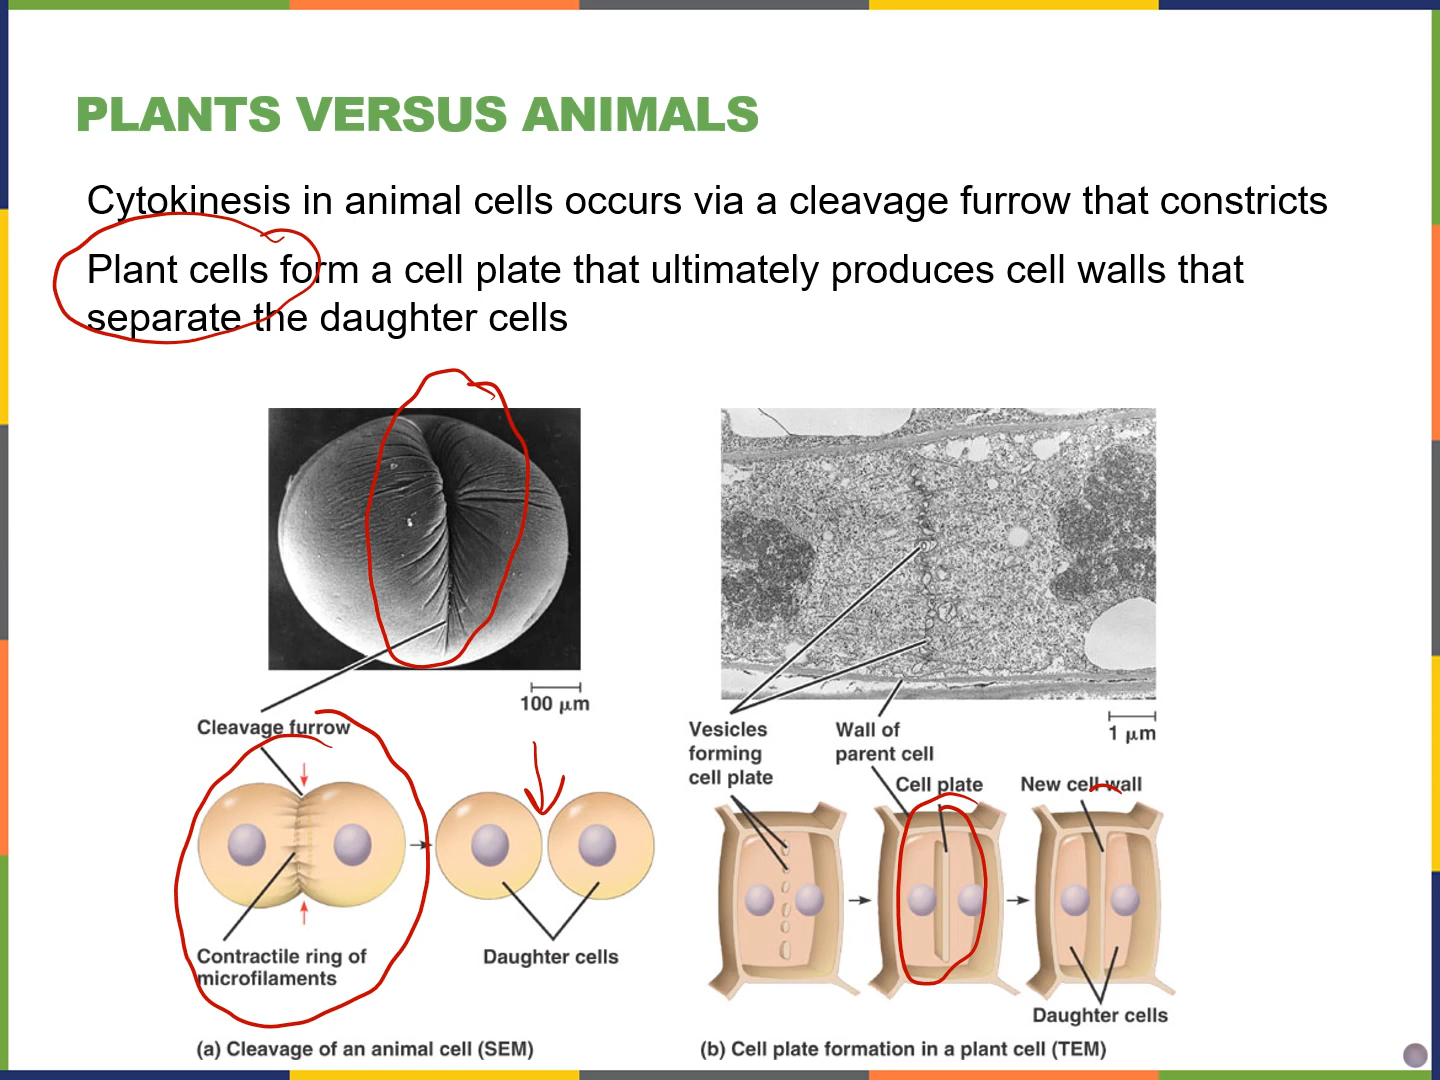 PLANTS VERSUS ANIMALS
Cytokinesis in animal cells occurs via a cleavage furrow that constricts
Plant cells form a cell plate that ultimately produces cell walls that
separate the daughter cells
100 μm
Cleavage furrow
Contractile ring of
microfilaments
Daughter cells
(a) Cleavage of an animal cell (SEM)
1 μm
Vesicles
forming
cell plate
Wall of
parent cell
Cell plate
New cell wall
Daughter cells
(b) Cell plate formation in a plant cell (TEM)